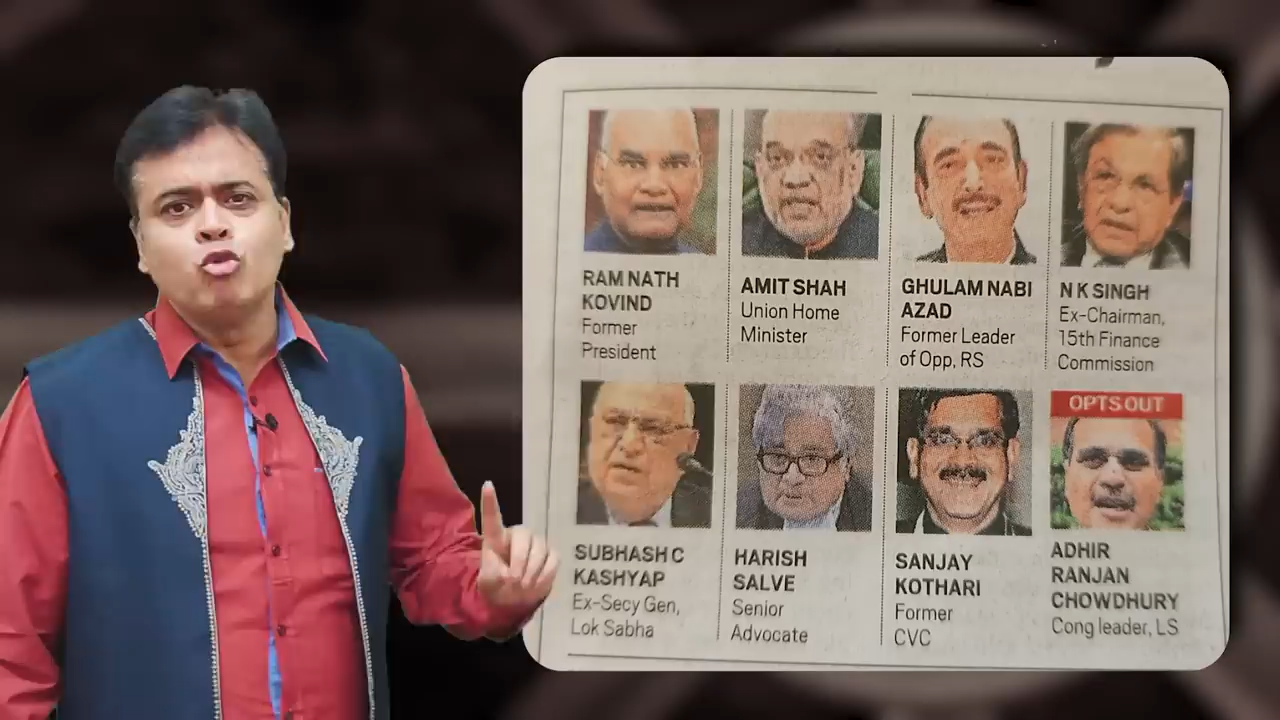 RAM NATH
KOVIND
Former
President
AMIT SHAH
Union Home
Minister
GHULAM NABI
AZAD
Former Leader
of Opp, RS
N K SINGH
Ex-Chairman,
15th Finance
Commission
SUBHASH C
KASHYAP
Ex-Secy Gen,
Lok Sabha
HARISH
SALVE
Senior
Advocate
SANJAY
KOTHARI
Former
CVC
OPTS OUT
ADHIR
RANJAN
CHOWDHURY
Cong leader, LS